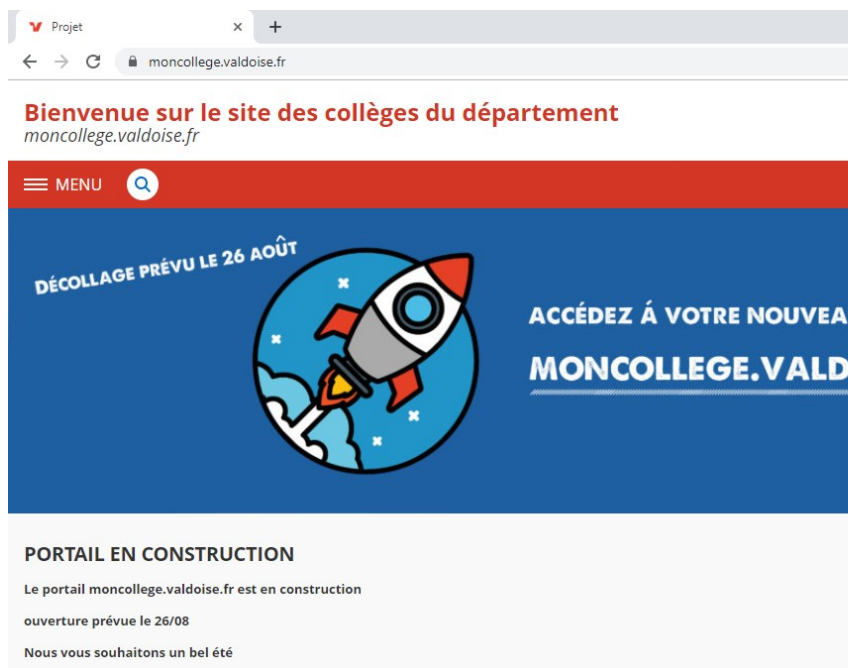 Projet
moncollege.valdoise.fr
Bienvenue sur le site des collèges du département
moncollege.valdoise.fr
MENU
DÉCOLLAGE PRÉVU LE 26 AOÛT
ACCÉDEZ Á VOTRE NOUVEA
MONCOLLEGE.VALD
PORTAIL EN CONSTRUCTION
Le portail moncollege.valdoise.fr est en construction
ouverture prévue le 26/08
Nous vous souhaitons un bel été